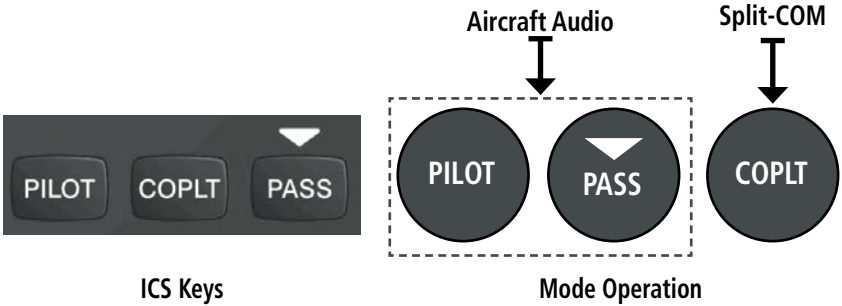 Aircraft Audio
Split-COM
PILOT COPLT PASS
PILOT
PASS
COPLT
ICS Keys
Mode Operation